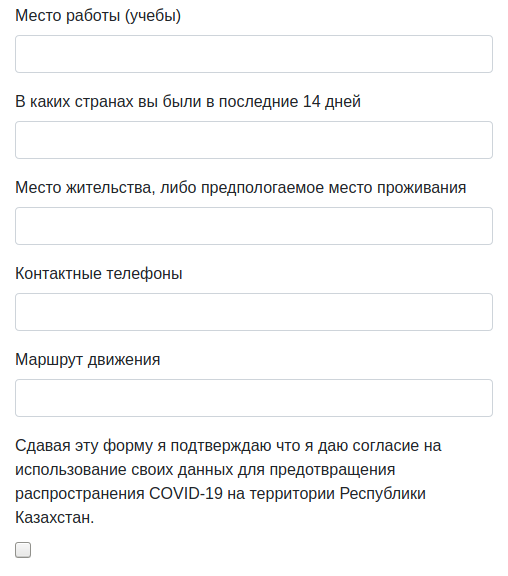 Место работы (учебы)
В каких странах вы были в последние 14 дней
Место жительства, либо предпологаемое место проживания
Контактные телефоны
Маршрут движения
Сдавая эту форму я подтверждаю что я даю согласие на
использование своих данных для предотвращения
распространения COVID-19 на территории Республики
Казахстан.